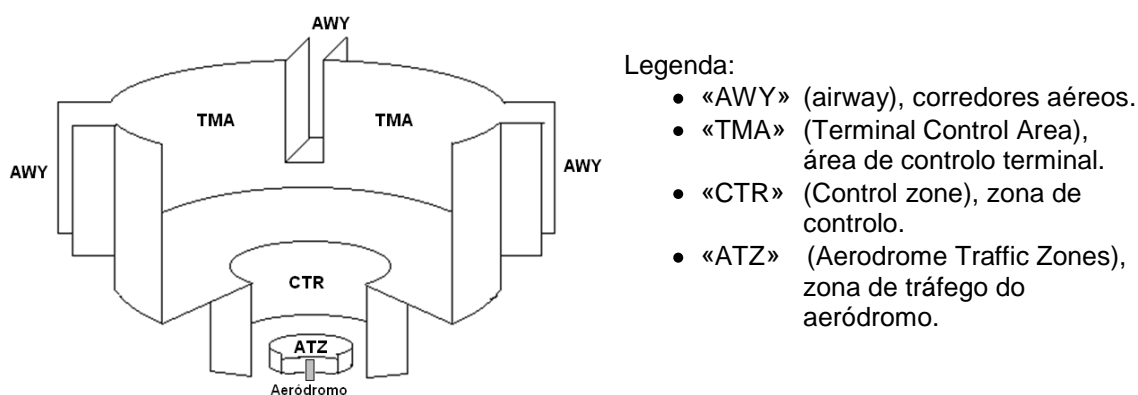 AWY
TMA
TMA
AWY
AWY
CTR
ATZ
Aeródromo
Legenda:
• «AWY» (airway), corredores aéreos.
• «TMA» (Terminal Control Area),
área de controlo terminal.
• «CTR» (Control zone), zona de
controlo.
• «ATZ» (Aerodrome Traffic Zones),
zona de tráfego do
aeródromo.